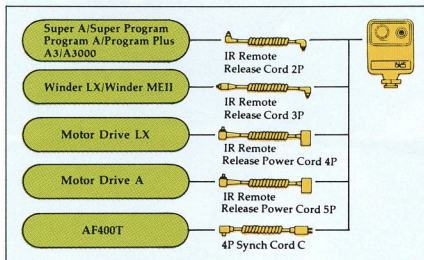 Super A/Super Program
Program A/Program Plus
A3/A3000
IR Remote
Release Cord 2P
Winder LX/Winder MEII
IR Remote
Release Cord 3P
Motor Drive LX
IR Remote
Release Power Cord 4P
Motor Drive A
IR Remote
Release Power Cord 5P
AF400T
4P Synch Cord C